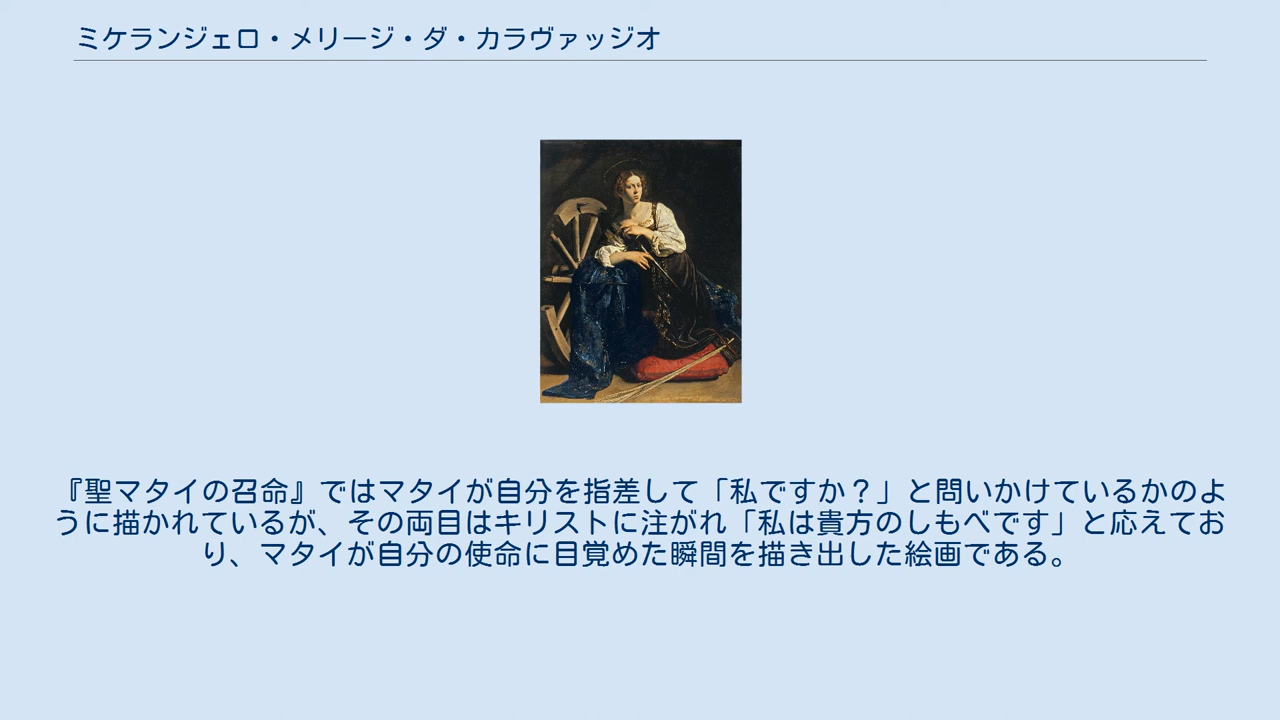 ミケランジェロ・メリージ・ダ・カラヴァッジオ
『聖マタイの召命』ではマタイが自分を指差して「私ですか？」と問いかけているかのよ
うに描かれているが、その両目はキリストに注がれ「私は貴方のしもべです」と応えてお
り、マタイが自分の使命に目覚めた瞬間を描き出した絵画である。